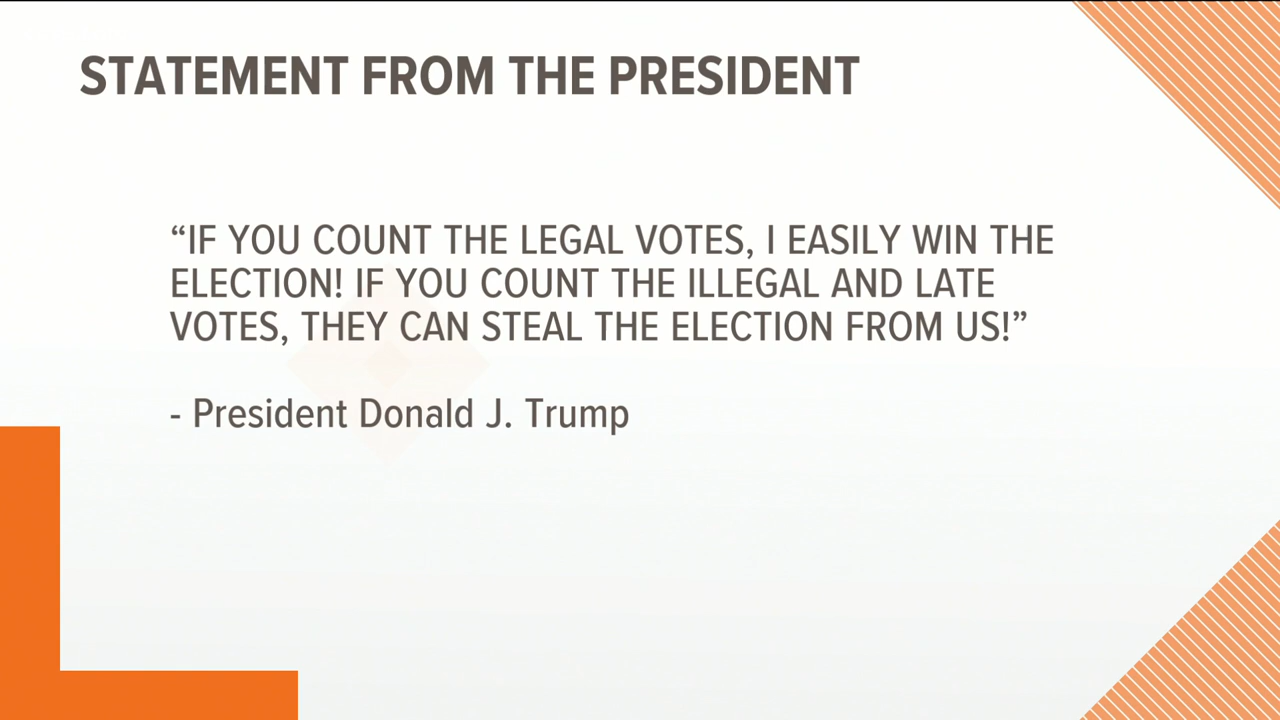 STATEMENT FROM THE PRESIDENT
“IF YOU COUNT THE LEGAL VOTES, I EASILY WIN THE
ELECTION! IF YOU COUNT THE ILLEGAL AND LATE
VOTES, THEY CAN STEAL THE ELECTION FROM US!”
- President Donald J. Trump